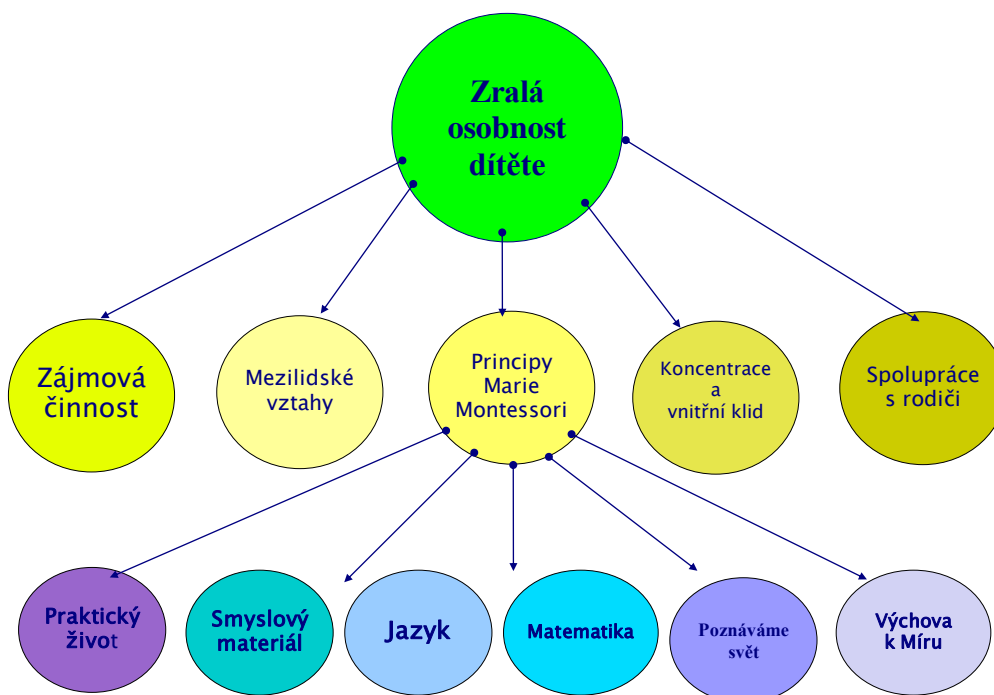 Zralá
osobnost
dítěte
Zájmová
činnost
Mezilidské
vztahy
Principy
Marie
Montessori
Koncentrace
a
vnitřní klid
Spolupráce
s rodiči
Praktický
život
Smyslový
materiál
Jazyk
Matematika
Poznáváme
svět
Výchova
k Míru